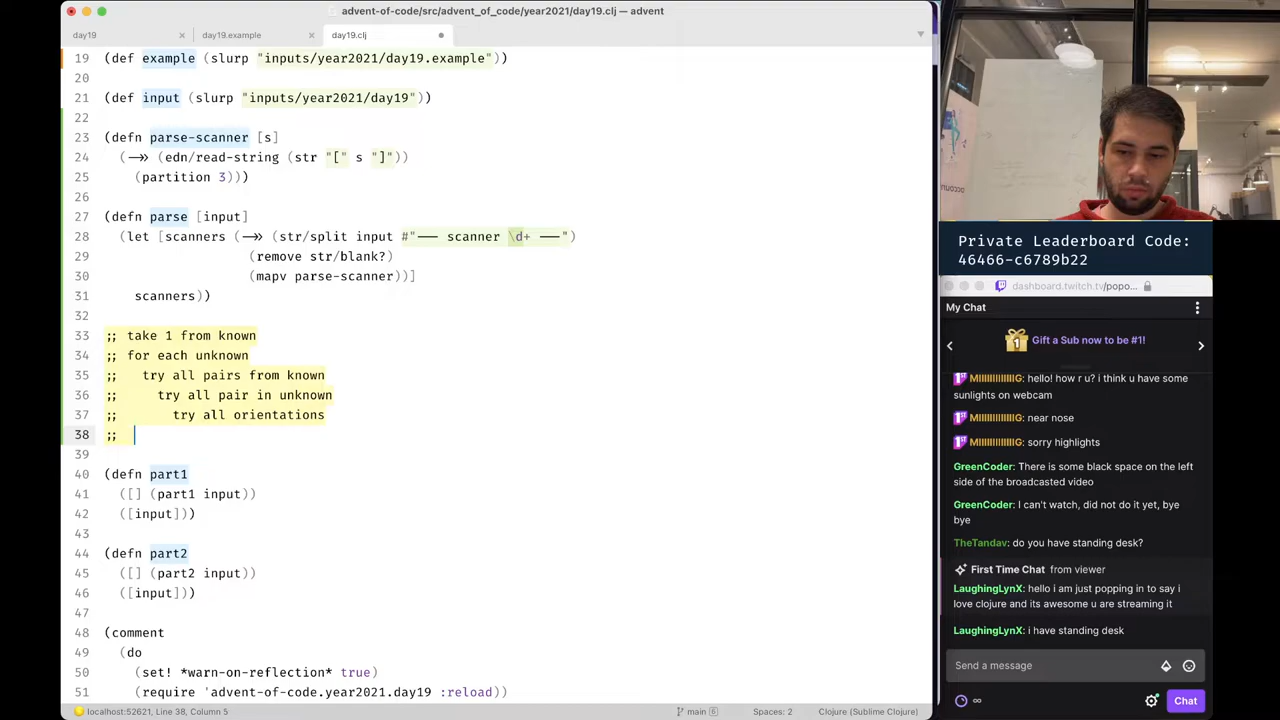 advent-of-code/src/advent_of_code/year2021/day19.clj — advent
day19
day19.example
day19.clj
19 (def example (slurp "inputs/year2021/day19.example"))
20
21 (def input (slurp "inputs/year2021/day19"))
22
23 (defn parse-scanner [s]
24 (->> (edn/read-string (str "[" s "]"))
25 (partition 3)))
26
27 (defn parse [input]
28 (let [scanners (->> (str/split input #"--- scanner \d+ ---")
29 (remove str/blank?)
30 (mapv parse-scanner))]
31 scanners))
32
33 ;; take 1 from known
34 ;; for each unknown
35 ;; try all pairs from known
36 ;; try all pair in unknown
37 ;; try all orientations
38 ;;
39
40 (defn part1
41 ([] (part1 input))
42 ([input]))
43
44 (defn part2
45 ([] (part2 input))
46 ([input]))
47
48 (comment
49 (do
50 (set! *warn-on-reflection* true)
51 (require 'advent-of-code.year2021.day19 :reload))
localhost:52621, Line 38, Column 5
main 6
Spaces: 2
Clojure (Sublime Clojure)
Private Leaderboard Code:
46466-c6789b22
dashboard.twitch.tv/popo...
My Chat
1
Gift a Sub now to be #1!
hello! how r u? i think u have some
sunlights on webcam
near nose
sorry highlights
GreenCoder: There is some black space on the left
side of the broadcasted video
GreenCoder: I can't watch, did not do it yet, bye
bye
TheTandav: do you have standing desk?
First Time Chat from viewer
LaughingLynX: hello i am just popping in to say i
love clojure and its awesome u are streaming it
LaughingLynX: i have standing desk
Send a message
∞
Chat